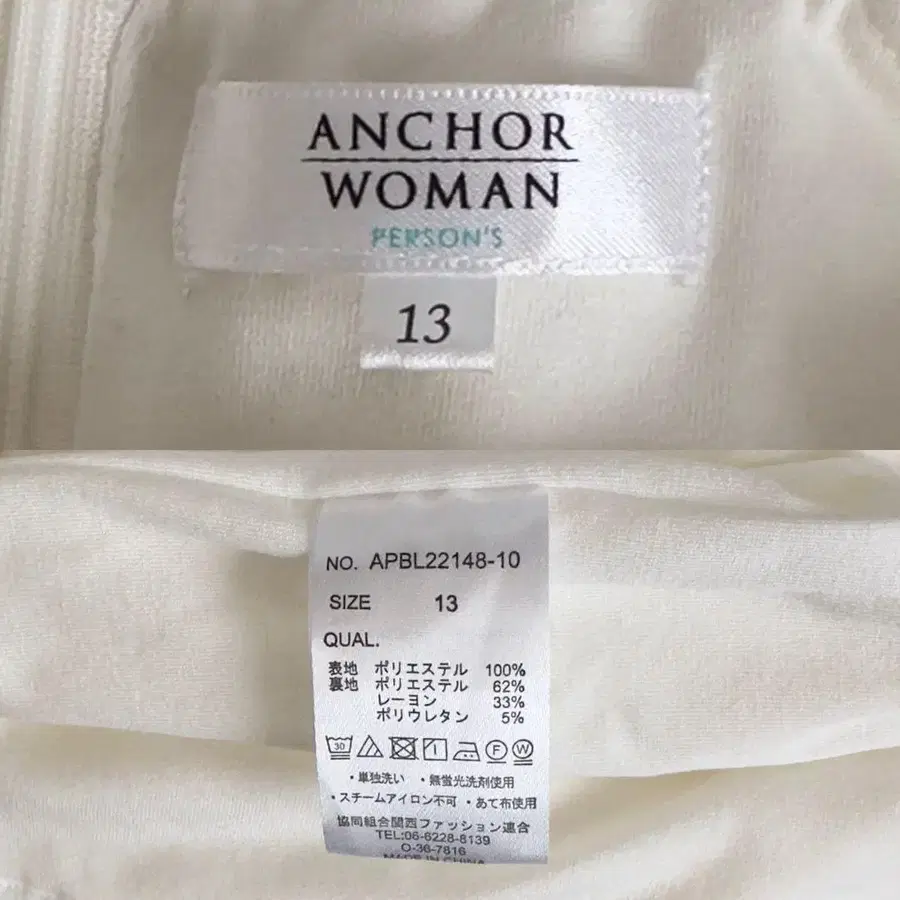 ANCHOR
WOMAN
PERSON'S
13
NO. APBL22148-10
SIZE 13
QUAL.
表地 ポリエステル 100%
裏地 ポリエステル 62%
レーヨン 33%
ポリウレタン 5%
30 F W
・単独洗い ・無蛍光洗剤使用
・スチームアイロン不可 ・あて布使用
協同組合関西ファッション連合
TEL:06-6228-6139
O-36-7816
MADE IN CHINA